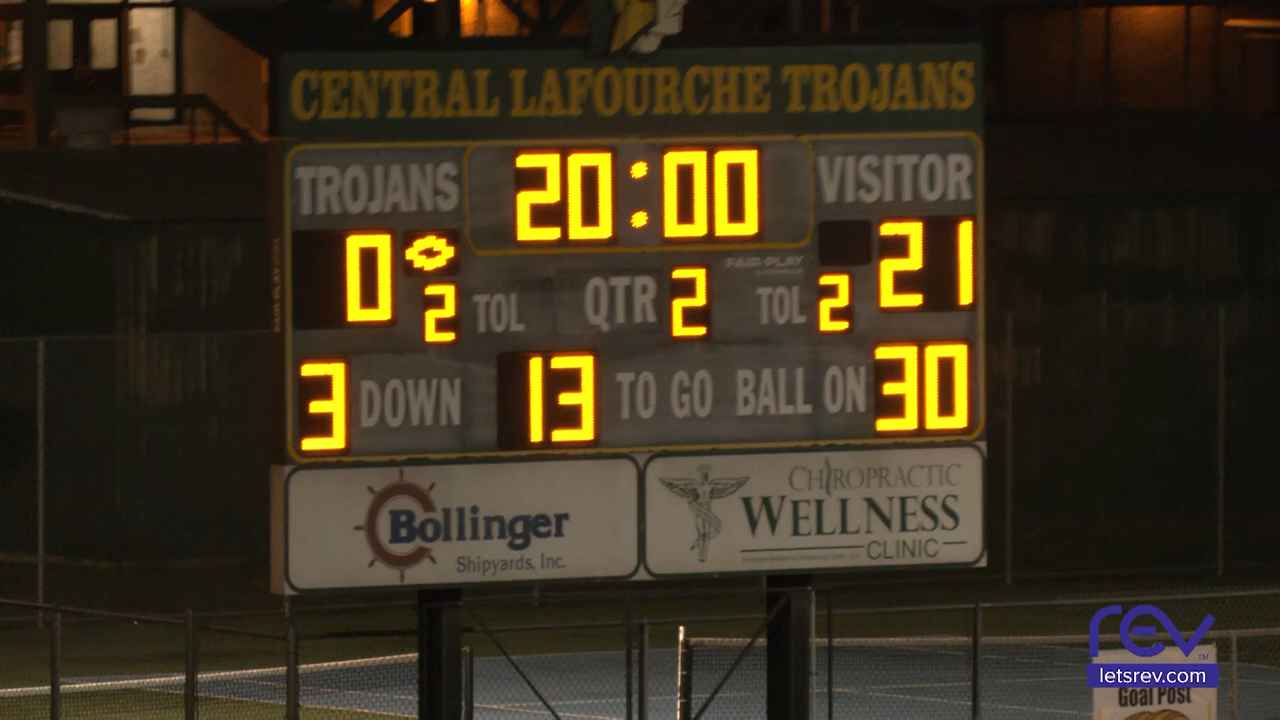 CENTRAL LAFOURCHE TROJANS
TROJANS 20:00 VISITOR
0 21
FAIR-PLAY
2 TOL QTR 2 TOL 2
3 DOWN 13 TO GO BALL ON 30
Bollinger
Shipyards, Inc.
CHIROPRACTIC
WELLNESS
CLINIC
rev™
letsrev.com
Goal Post